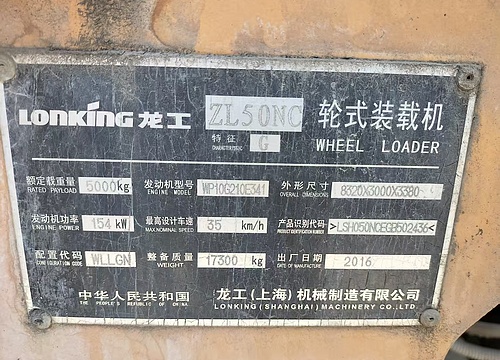 LONKING 龙工 ZL50NC 轮式装载机
特征 G WHEEL LOADER
CHARACTERISTIC
额定载重量 5000kg 发动机型号 WP10G210E341 外形尺寸 8320X3000X3380
RATED PAYLOAD ENGINE MODEL OVERALL DIMENSIONS
发动机功率 154 kW 最高设计车速 35 km/h 产品识别代码 >LSH050NCEGB502436<
ENGINE POWER MAX.NOMINAL SPEED PRODUCT IDENTIFICATION NUMBER
配置代码 WLLGN 整备质量 17300 kg 出厂日期 2016
CONFIGURATION CODE WEIGHT DATE OF MANUFACTURE
中华人民共和国 龙工(上海)机械制造有限公司
THE PEOPLE'S REPUBLIC OF CHINA LONKING(SHANGHAI)MACHINERY CO.,LTD.